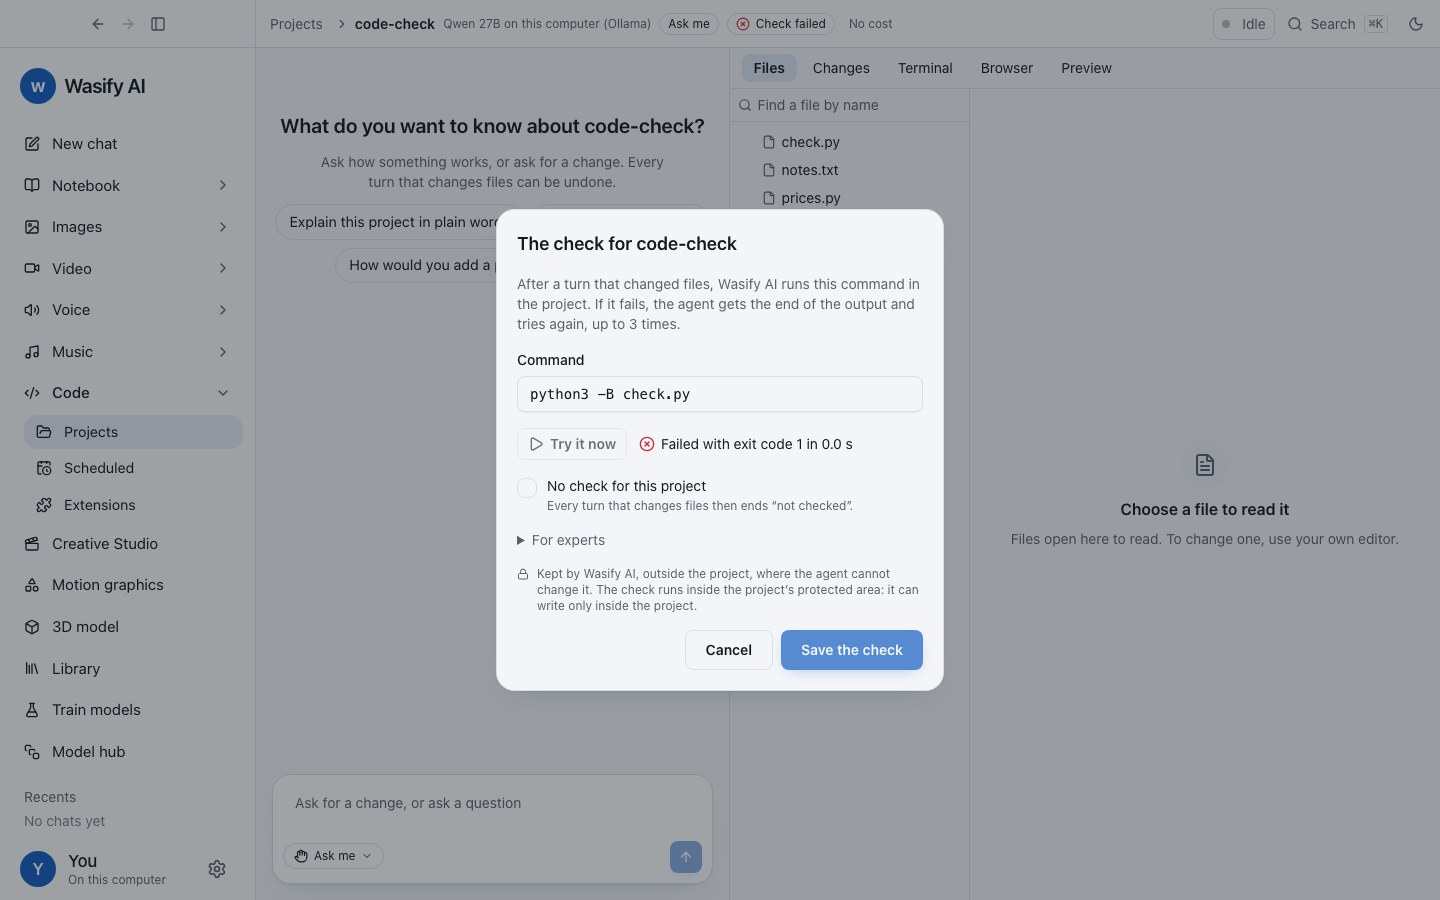 Projects > code-check Qwen 27B on this computer (Ollama) Ask me Check failed No cost
Idle Search ⌘K
Wasify AI
New chat
Notebook
Images
Video
Voice
Music
Code
Projects
Scheduled
Extensions
Creative Studio
Motion graphics
3D model
Library
Train models
Model hub
Recents
No chats yet
Y You
On this computer
What do you want to know about code-check?
Ask how something works, or ask for a change. Every
turn that changes files can be undone.
Explain this project in plain wor
How would you add a
Ask for a change, or ask a question
Ask me
Files Changes Terminal Browser Preview
Find a file by name
check.py
notes.txt
prices.py
Choose a file to read it
Files open here to read. To change one, use your own editor.
The check for code-check
After a turn that changed files, Wasify AI runs this command in
the project. If it fails, the agent gets the end of the output and
tries again, up to 3 times.
Command
python3 -B check.py
Try it now Failed with exit code 1 in 0.0 s
No check for this project
Every turn that changes files then ends “not checked”.
For experts
Kept by Wasify AI, outside the project, where the agent cannot
change it. The check runs inside the project's protected area: it can
write only inside the project.
Cancel Save the check